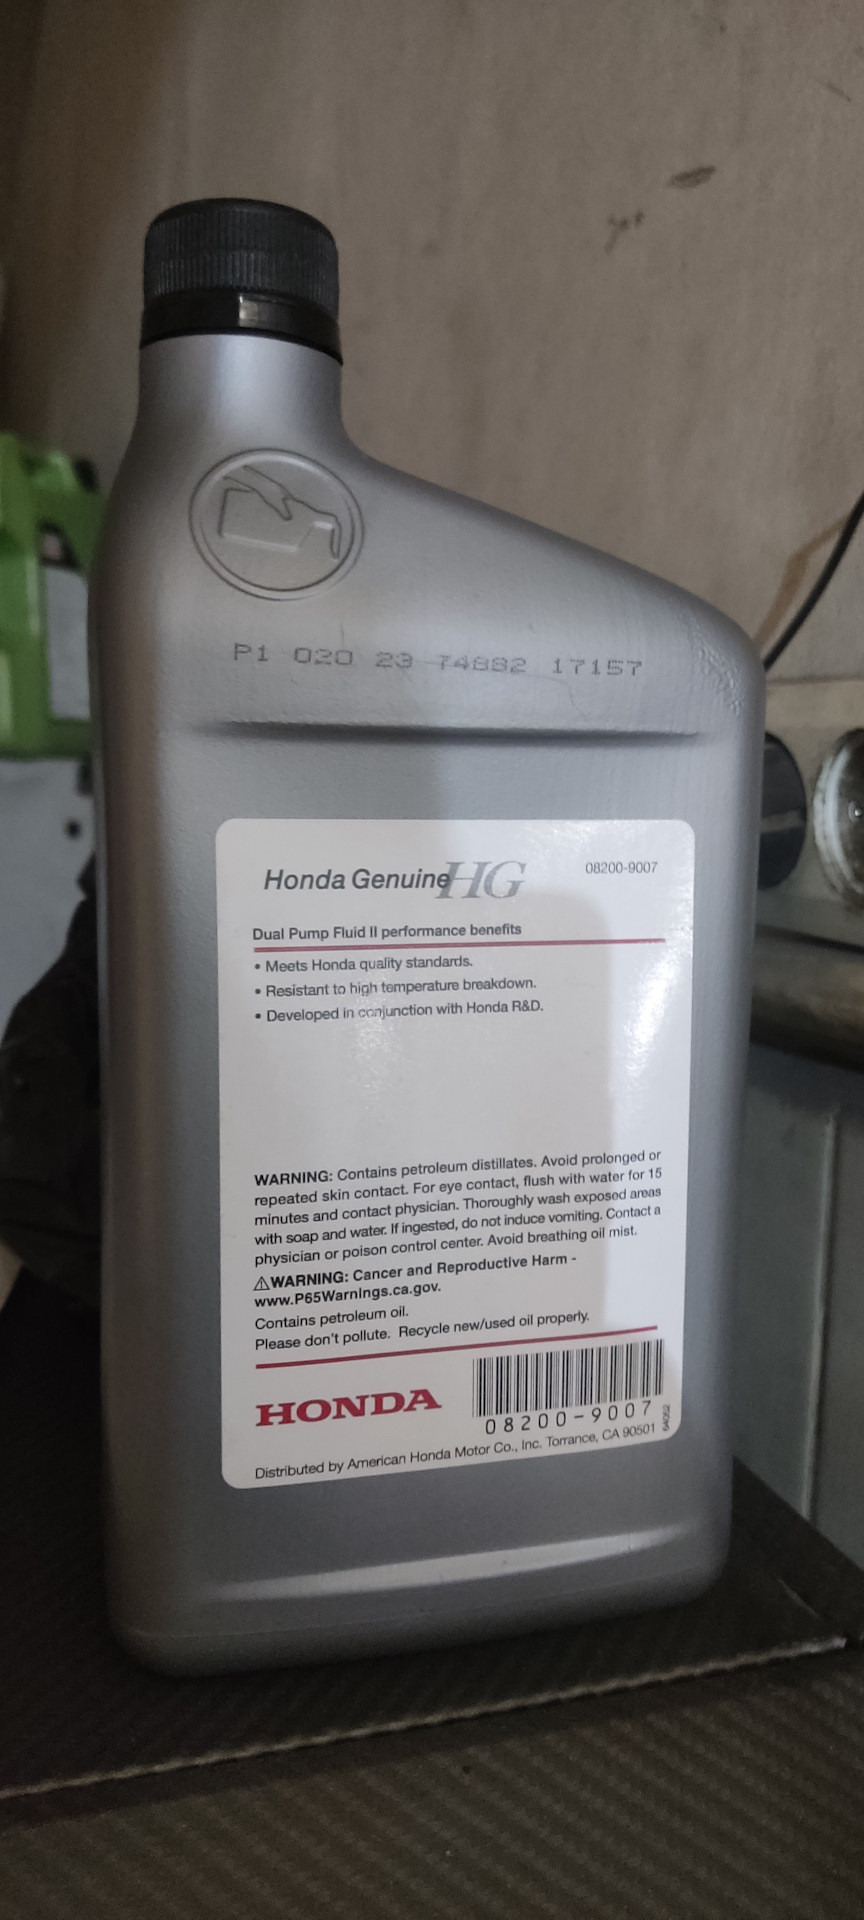 P1 020 23 74882 17157
Honda Genuine HG
08200-9007
Dual Pump Fluid II performance benefits
• Meets Honda quality standards.
• Resistant to high temperature breakdown.
• Developed in conjunction with Honda R&D.
WARNING: Contains petroleum distillates. Avoid prolonged or
repeated skin contact. For eye contact, flush with water for 15
minutes and contact physician. Thoroughly wash exposed areas
with soap and water. If ingested, do not induce vomiting. Contact a
physician or poison control center. Avoid breathing oil mist.
⚠WARNING: Cancer and Reproductive Harm -
www.P65Warnings.ca.gov.
Contains petroleum oil.
Please don't pollute. Recycle new/used oil properly.
HONDA
08200-9007
Distributed by American Honda Motor Co., Inc. Torrance, CA 90501